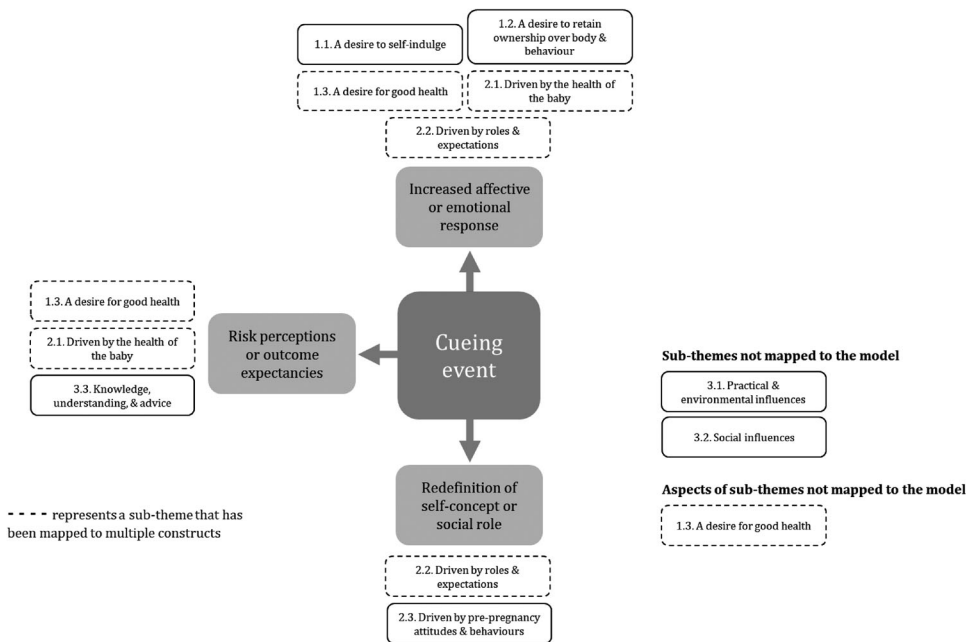 1.1. A desire to self-indulge
1.2. A desire to retain
ownership over body &
behaviour
1.3. A desire for good health
2.1. Driven by the health of
the baby
2.2. Driven by roles &
expectations
Increased affective
or emotional
response
1.3. A desire for good health
2.1. Driven by the health of
the baby
3.3. Knowledge,
understanding, & advice
Risk perceptions
or outcome
expectancies
Cueing
event
Sub-themes not mapped to the model
3.1. Practical &
environmental influences
3.2. Social influences
Aspects of sub-themes not mapped to the model
1.3. A desire for good health
Redefinition of
self-concept or
social role
2.2. Driven by roles &
expectations
2.3. Driven by pre-pregnancy
attitudes & behaviours
---- represents a sub-theme that has
been mapped to multiple constructs